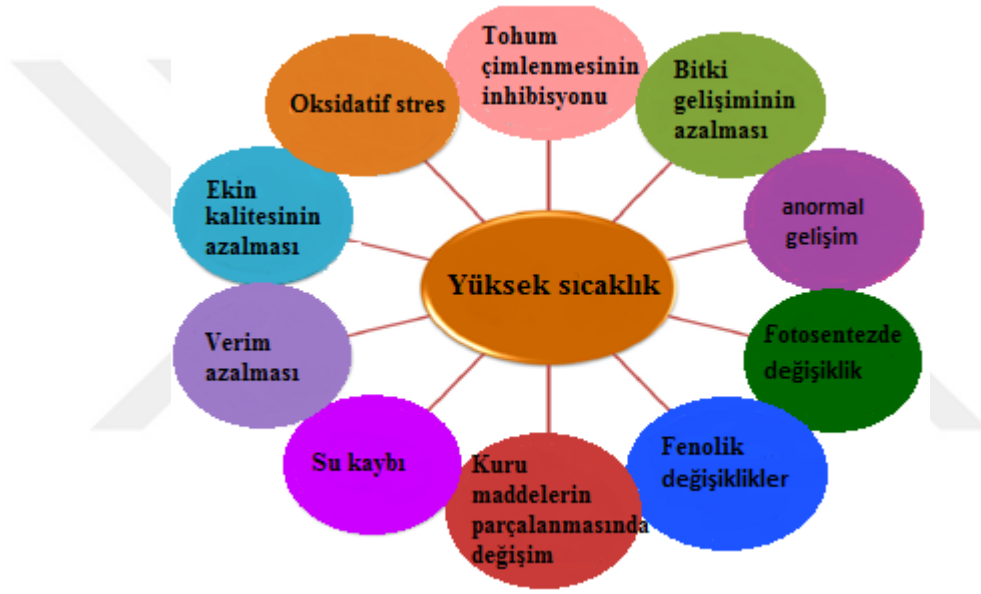 Tohum
çimlenmesinin
inhibisyonu
Bitki
gelişiminin
azalması
anormal
gelişim
Fotosentezde
değişiklik
Fenolik
değişiklikler
Kuru
maddelerin
parçalanmasında
değişim
Su kaybı
Verim
azalması
Ekin
kalitesinin
azalması
Oksidatif stres
Yüksek sıcaklık